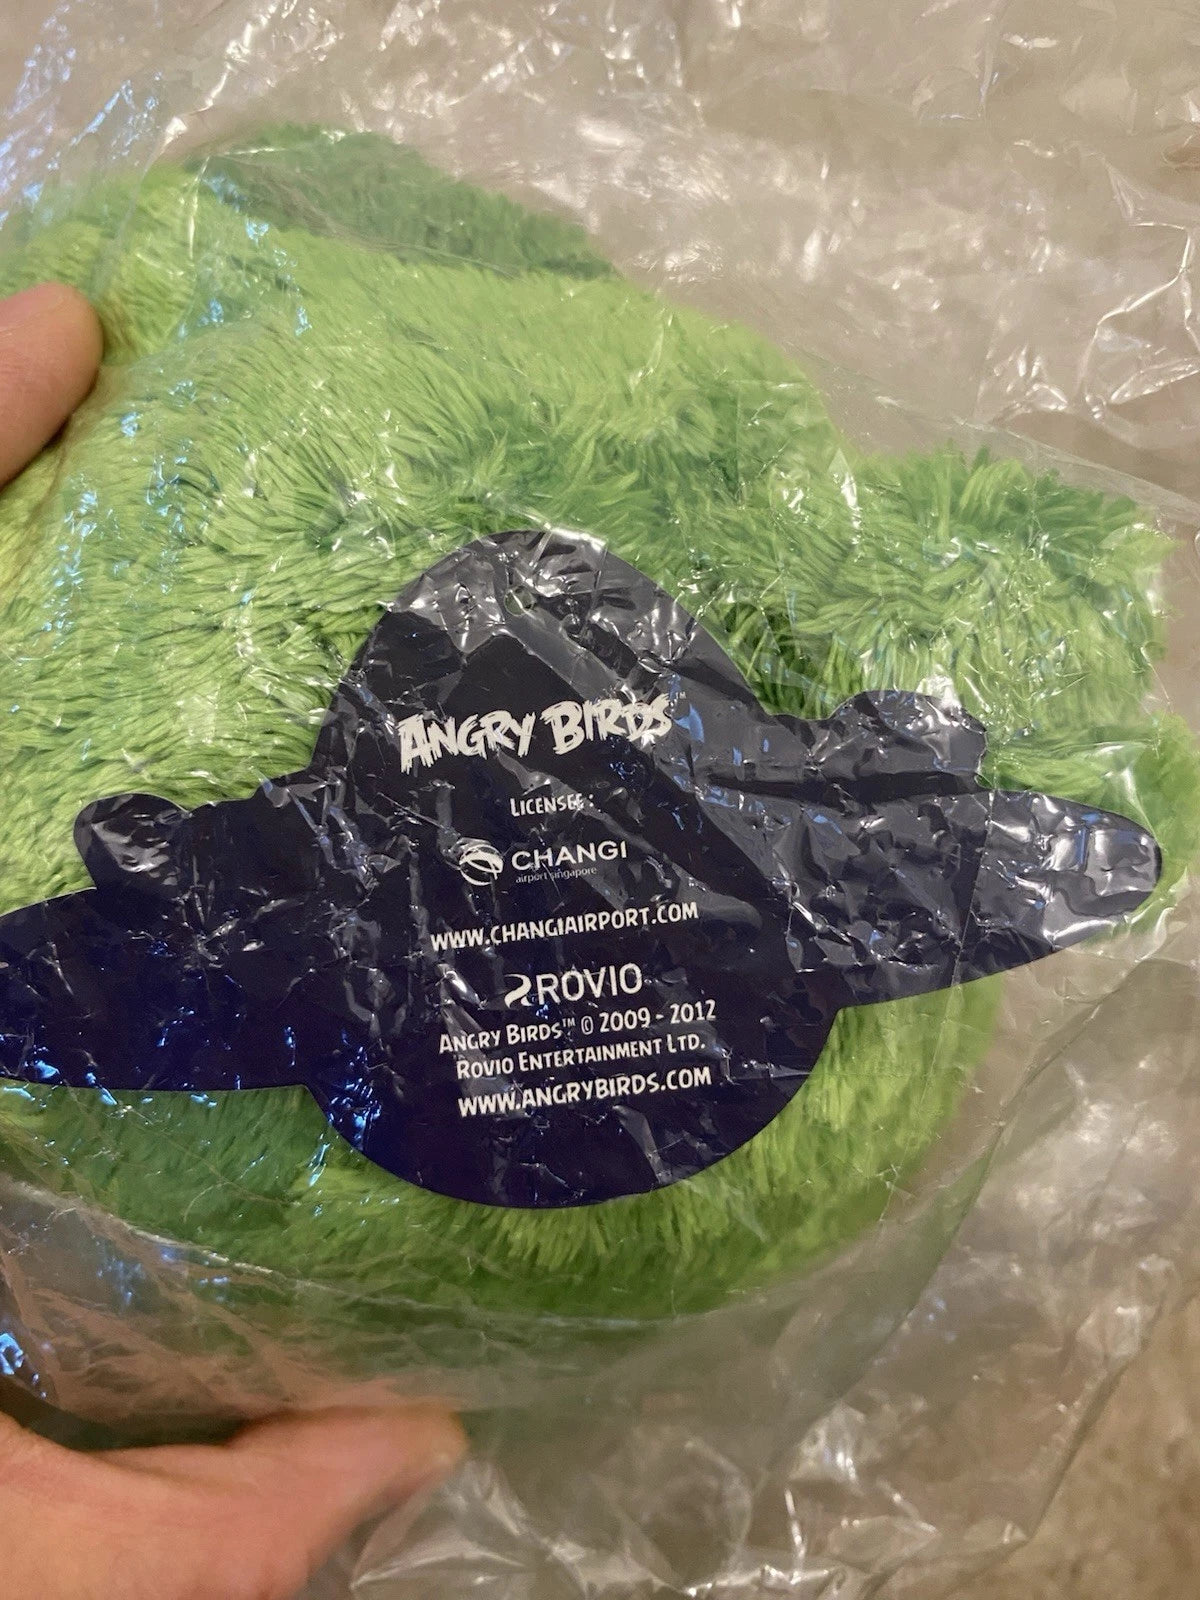 ANGRY BIRDS™
LICENSEE :
CHANGI
airport singapore
WWW.CHANGIAIRPORT.COM
ROVIO
ANGRY BIRDS™ © 2009 - 2012
ROVIO ENTERTAINMENT LTD.
WWW.ANGRYBIRDS.COM